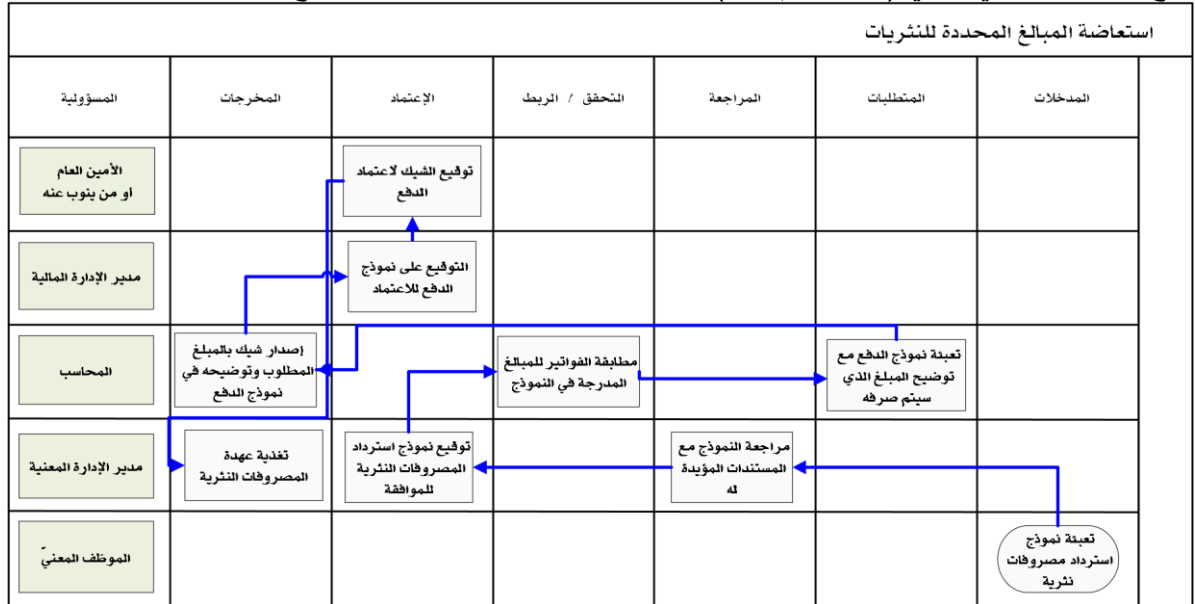 استعاضة المبالغ المحددة للنثريات
المدخلات
المتطلبات
المراجعة
التحقق / الربط
الإعتماد
المخرجات
المسؤولية
توقيع الشيك لاعتماد
الدفع
الأمين العام
أو من ينوب عنه
التوقيع على نموذج
الدفع للاعتماد
مدير الإدارة المالية
تعبئة نموذج الدفع مع
توضيح المبلغ الذي
سيتم صرفه
مطابقة الفواتير للمبالغ
المدرجة في النموذج
إصدار شيك بالمبلغ
المطلوب وتوضيحه في
نموذج الدفع
المحاسب
مراجعة النموذج مع
المستندات المؤيدة
له
توقيع نموذج استرداد
المصروفات النثرية
للموافقة
تغذية عهدة
المصروفات النثرية
مدير الإدارة المعنية
تعبئة نموذج
استرداد مصروفات
نثرية
الموظف المعنيّ